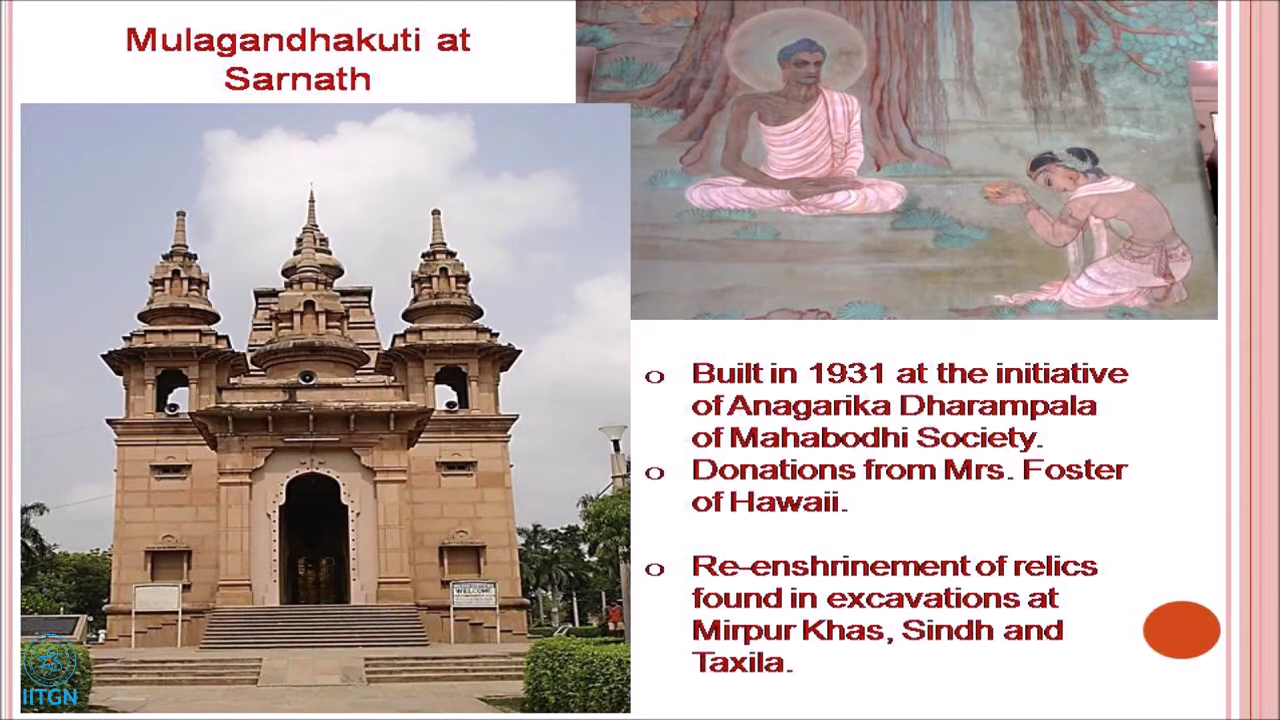 Mulagandhakuti at
Sarnath
o Built in 1931 at the initiative
of Anagarika Dharampala
of Mahabodhi Society.
o Donations from Mrs. Foster
of Hawaii.
o Re-enshrinement of relics
found in excavations at
Mirpur Khas, Sindh and
Taxila.
WELCOME
IITGN